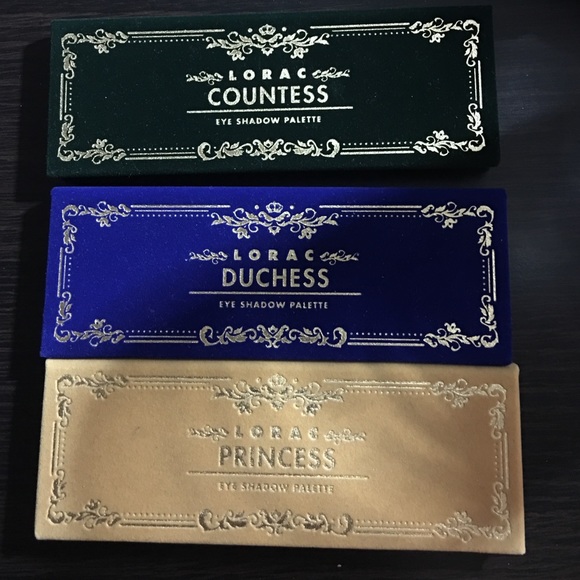 LORAC
COUNTESS
EYE SHADOW PALETTE
LORAC
DUCHESS
EYE SHADOW PALETTE
LORAC
PRINCESS
EYE SHADOW PALETTE